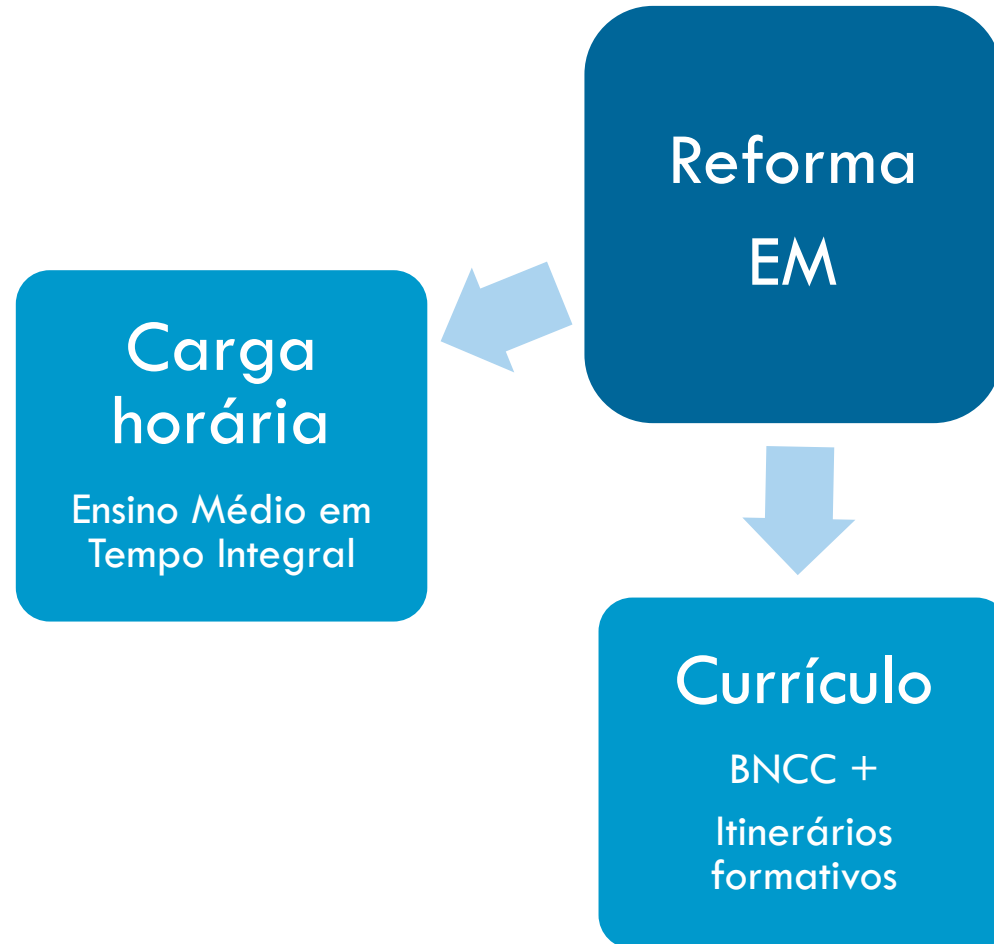 Reforma
EM
Carga
horária
Ensino Médio em
Tempo Integral
Currículo
BNCC +
Itinerários
formativos